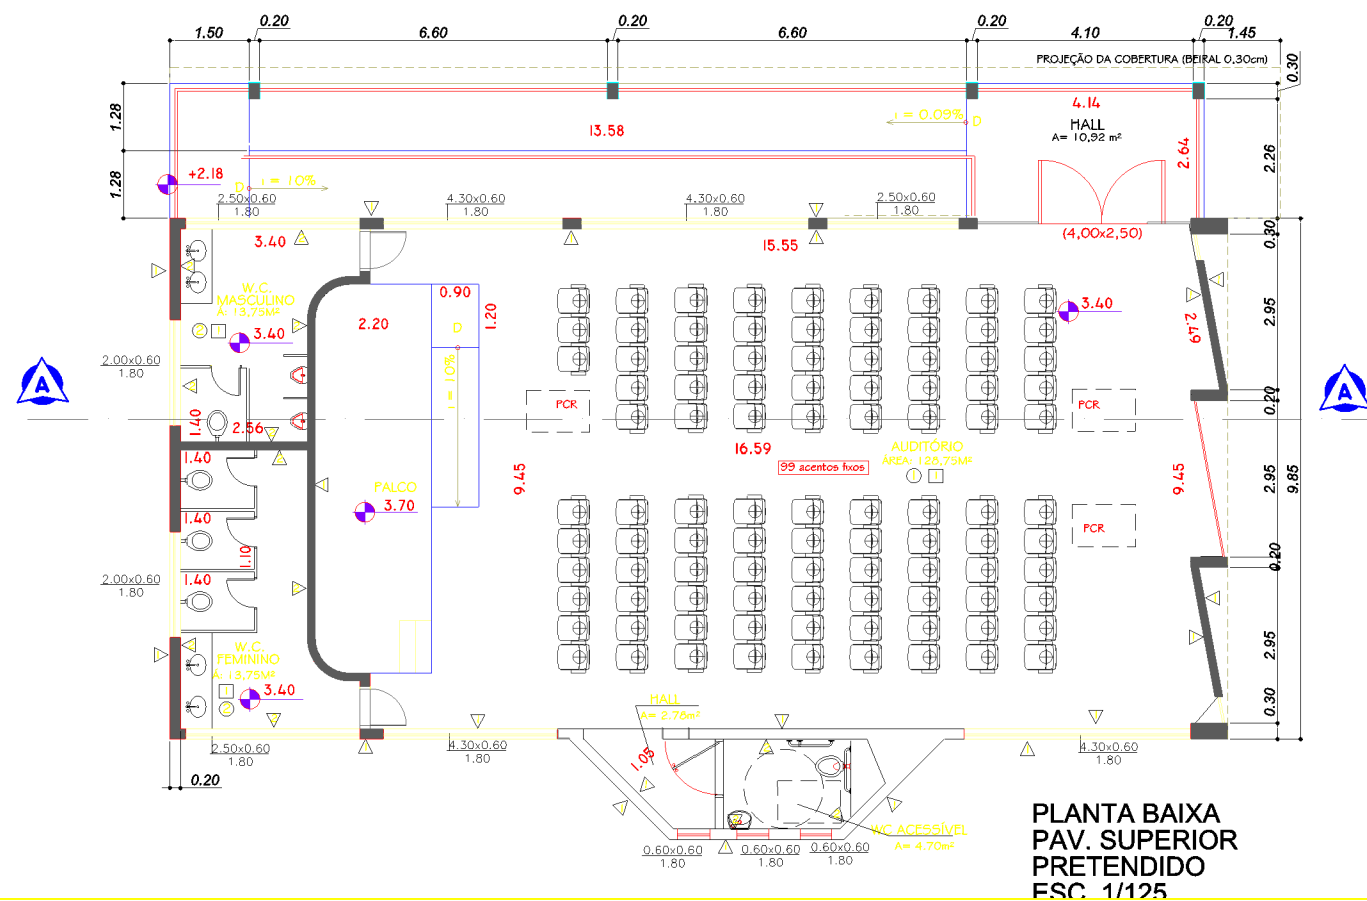 1.50
0.20
6.60
0.20
6.60
0.20
4.10
0.20
1.45
PROJEÇÃO DA COBERTURA (BEIRAL 0,30cm)
0.30
1.28
1.28
13.58
i = 0.09%
D
4.14
HALL
A= 10,92 m²
2.64
2.26
+2.18
D
i = 10%
2.50x0.60
1.80
4.30x0.60
1.80
4.30x0.60
1.80
2.50x0.60
1.80
(4,00x2,50)
0.30
3.40
15.55
W.C.
MASCULINO
A: 13,75M²
2
1
3.40
2.20
0.90
1.20
D
i = 10%
3.40
2.49
2.95
2.00x0.60
1.80
A
A
1.40
2.56
PCR
PCR
0.20
16.59
AUDITÓRIO
ÁREA: 128,75M²
1
1
99 acentos fixos
9.45
9.45
2.95
9.85
1.40
PALCO
3.70
1.40
1.10
PCR
1.40
2.00x0.60
1.80
0.20
2.95
W.C.
FEMININO
A: 13,75M²
1
2
3.40
0.30
HALL
A= 2.78m²
1.05
2.50x0.60
1.80
4.30x0.60
1.80
4.30x0.60
1.80
0.20
WC ACESSÍVEL
A= 4,70m²
0.60x0.60
1.80
0.60x0.60
1.80
0.60x0.60
1.80
PLANTA BAIXA
PAV. SUPERIOR
PRETENDIDO
ESC. 1/125